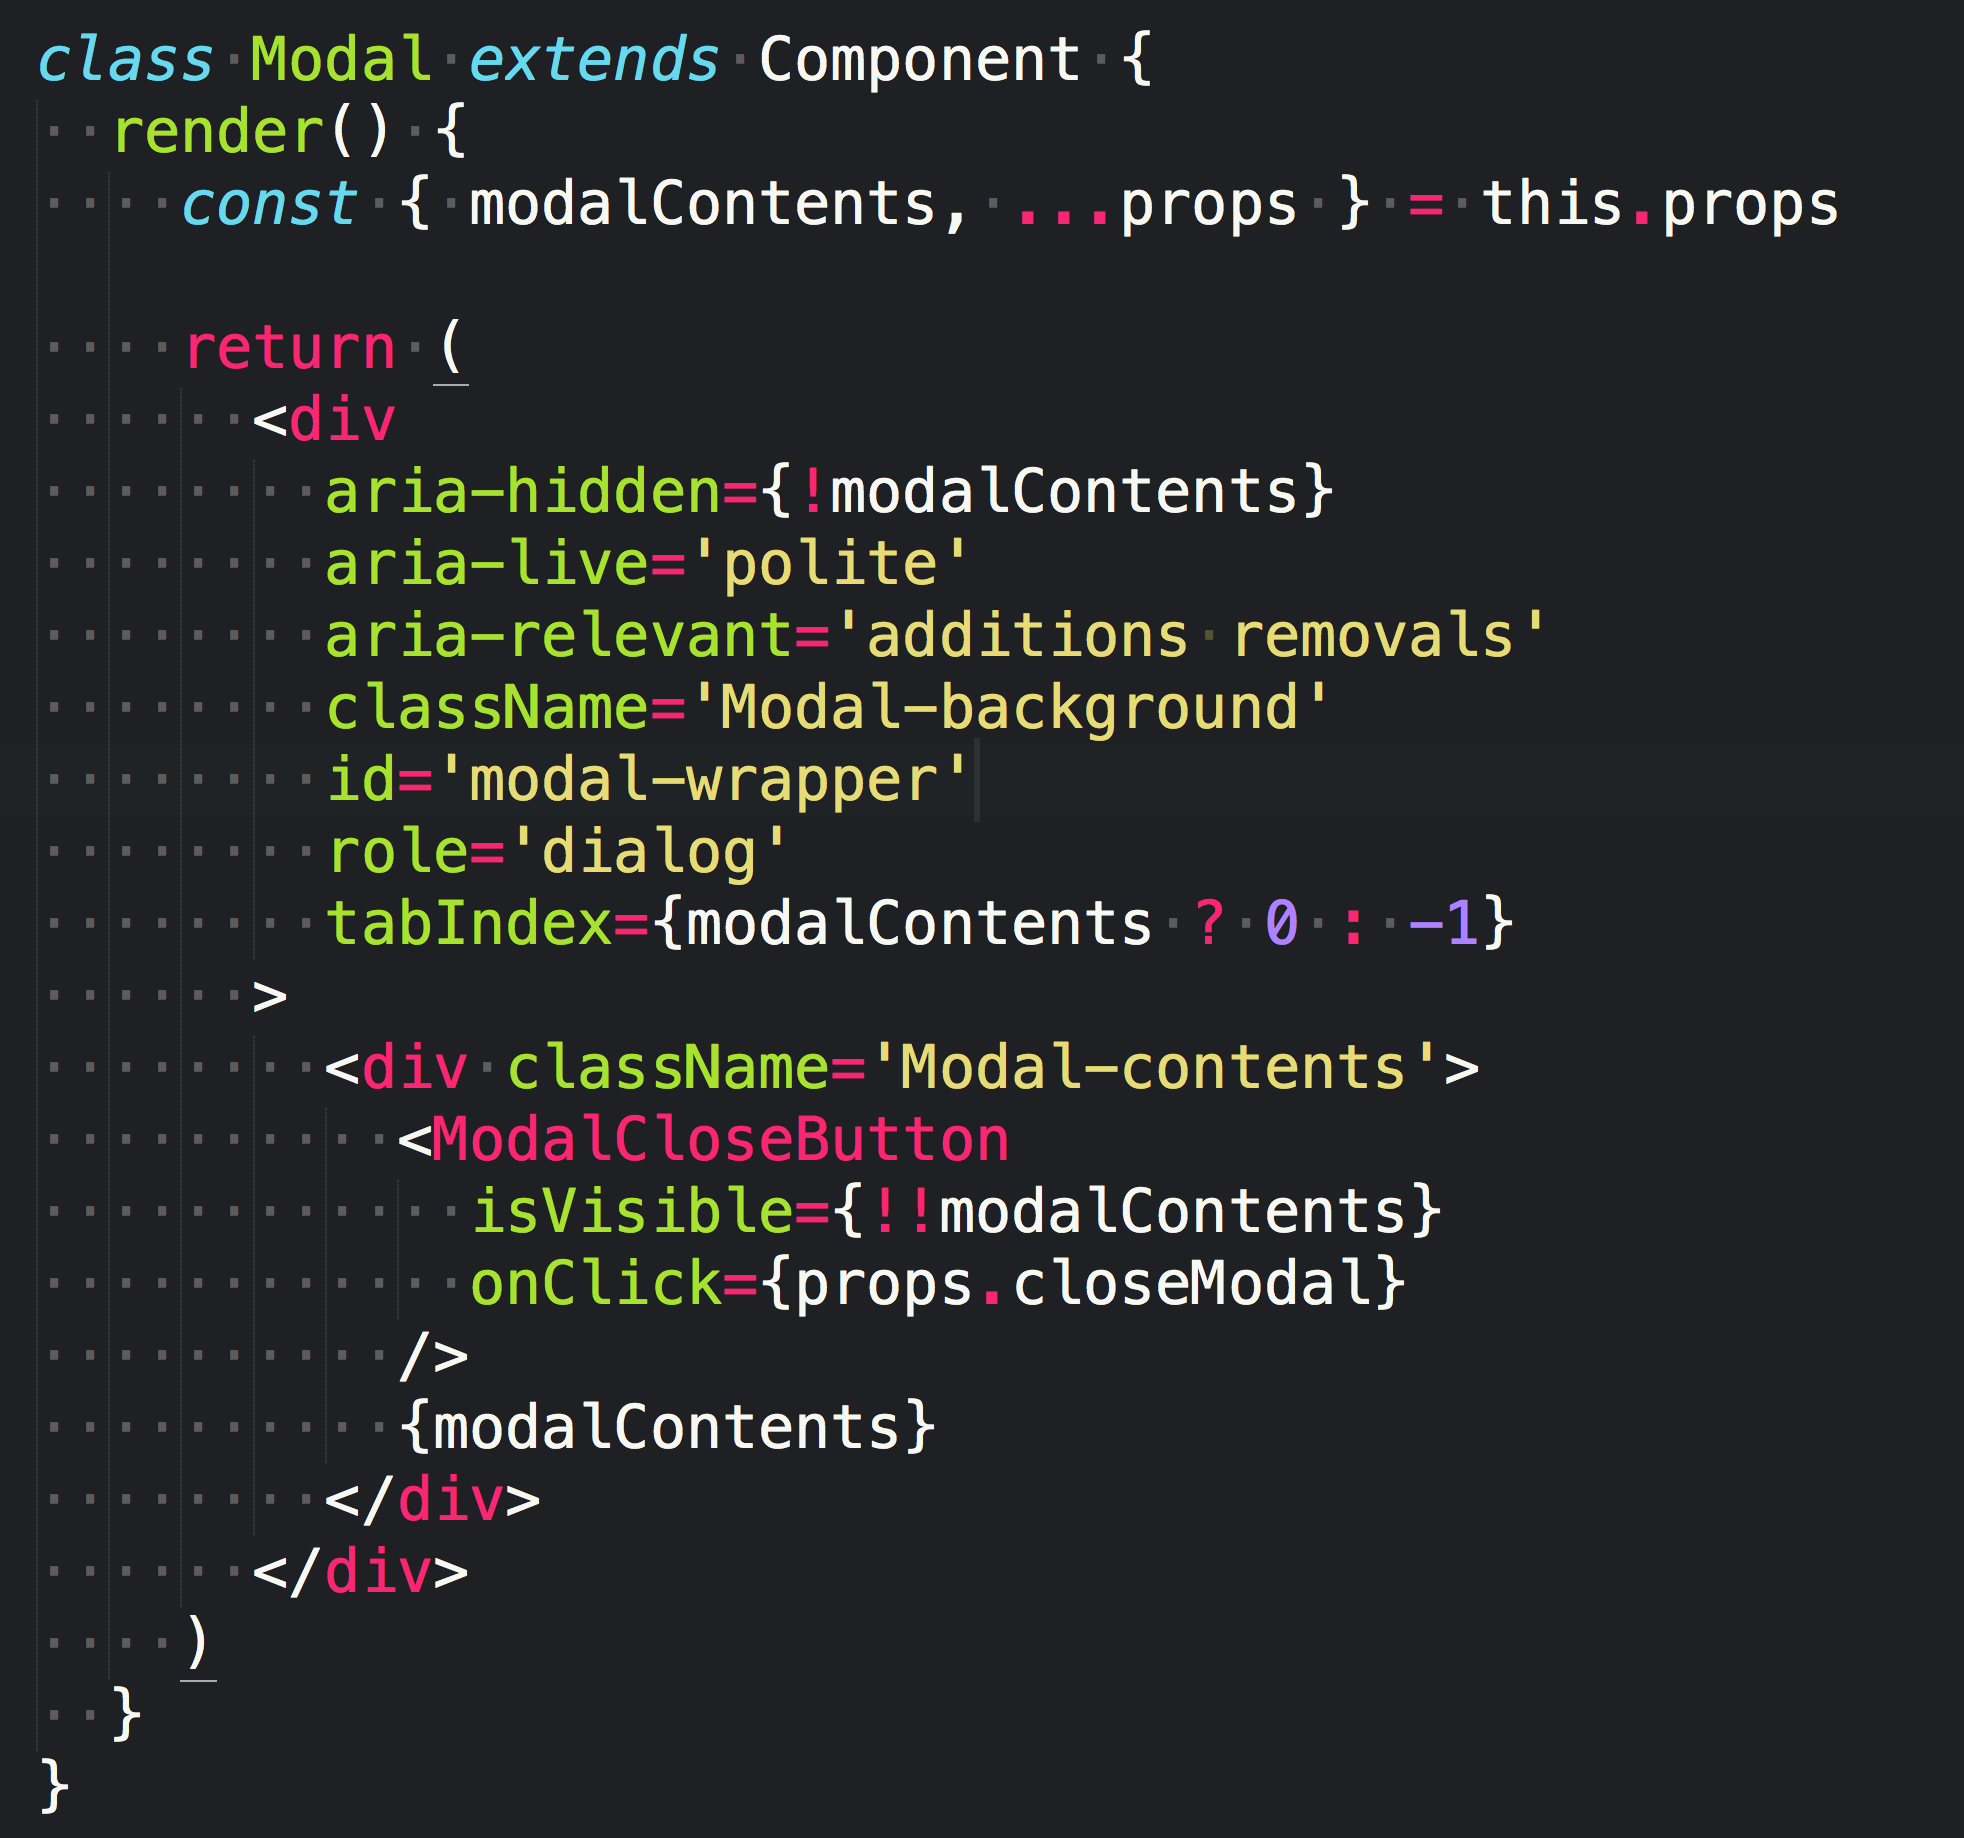 class Modal extends Component {
  render() {
    const { modalContents, ...props } = this.props

    return (
      <div
        aria-hidden={!modalContents}
        aria-live='polite'
        aria-relevant='additions removals'
        className='Modal-background'
        id='modal-wrapper'
        role='dialog'
        tabIndex={modalContents ? 0 : -1}
      >
        <div className='Modal-contents'>
          <ModalCloseButton
            isVisible={!!modalContents}
            onClick={props.closeModal}
          />
          {modalContents}
        </div>
      </div>
    )
  }
}